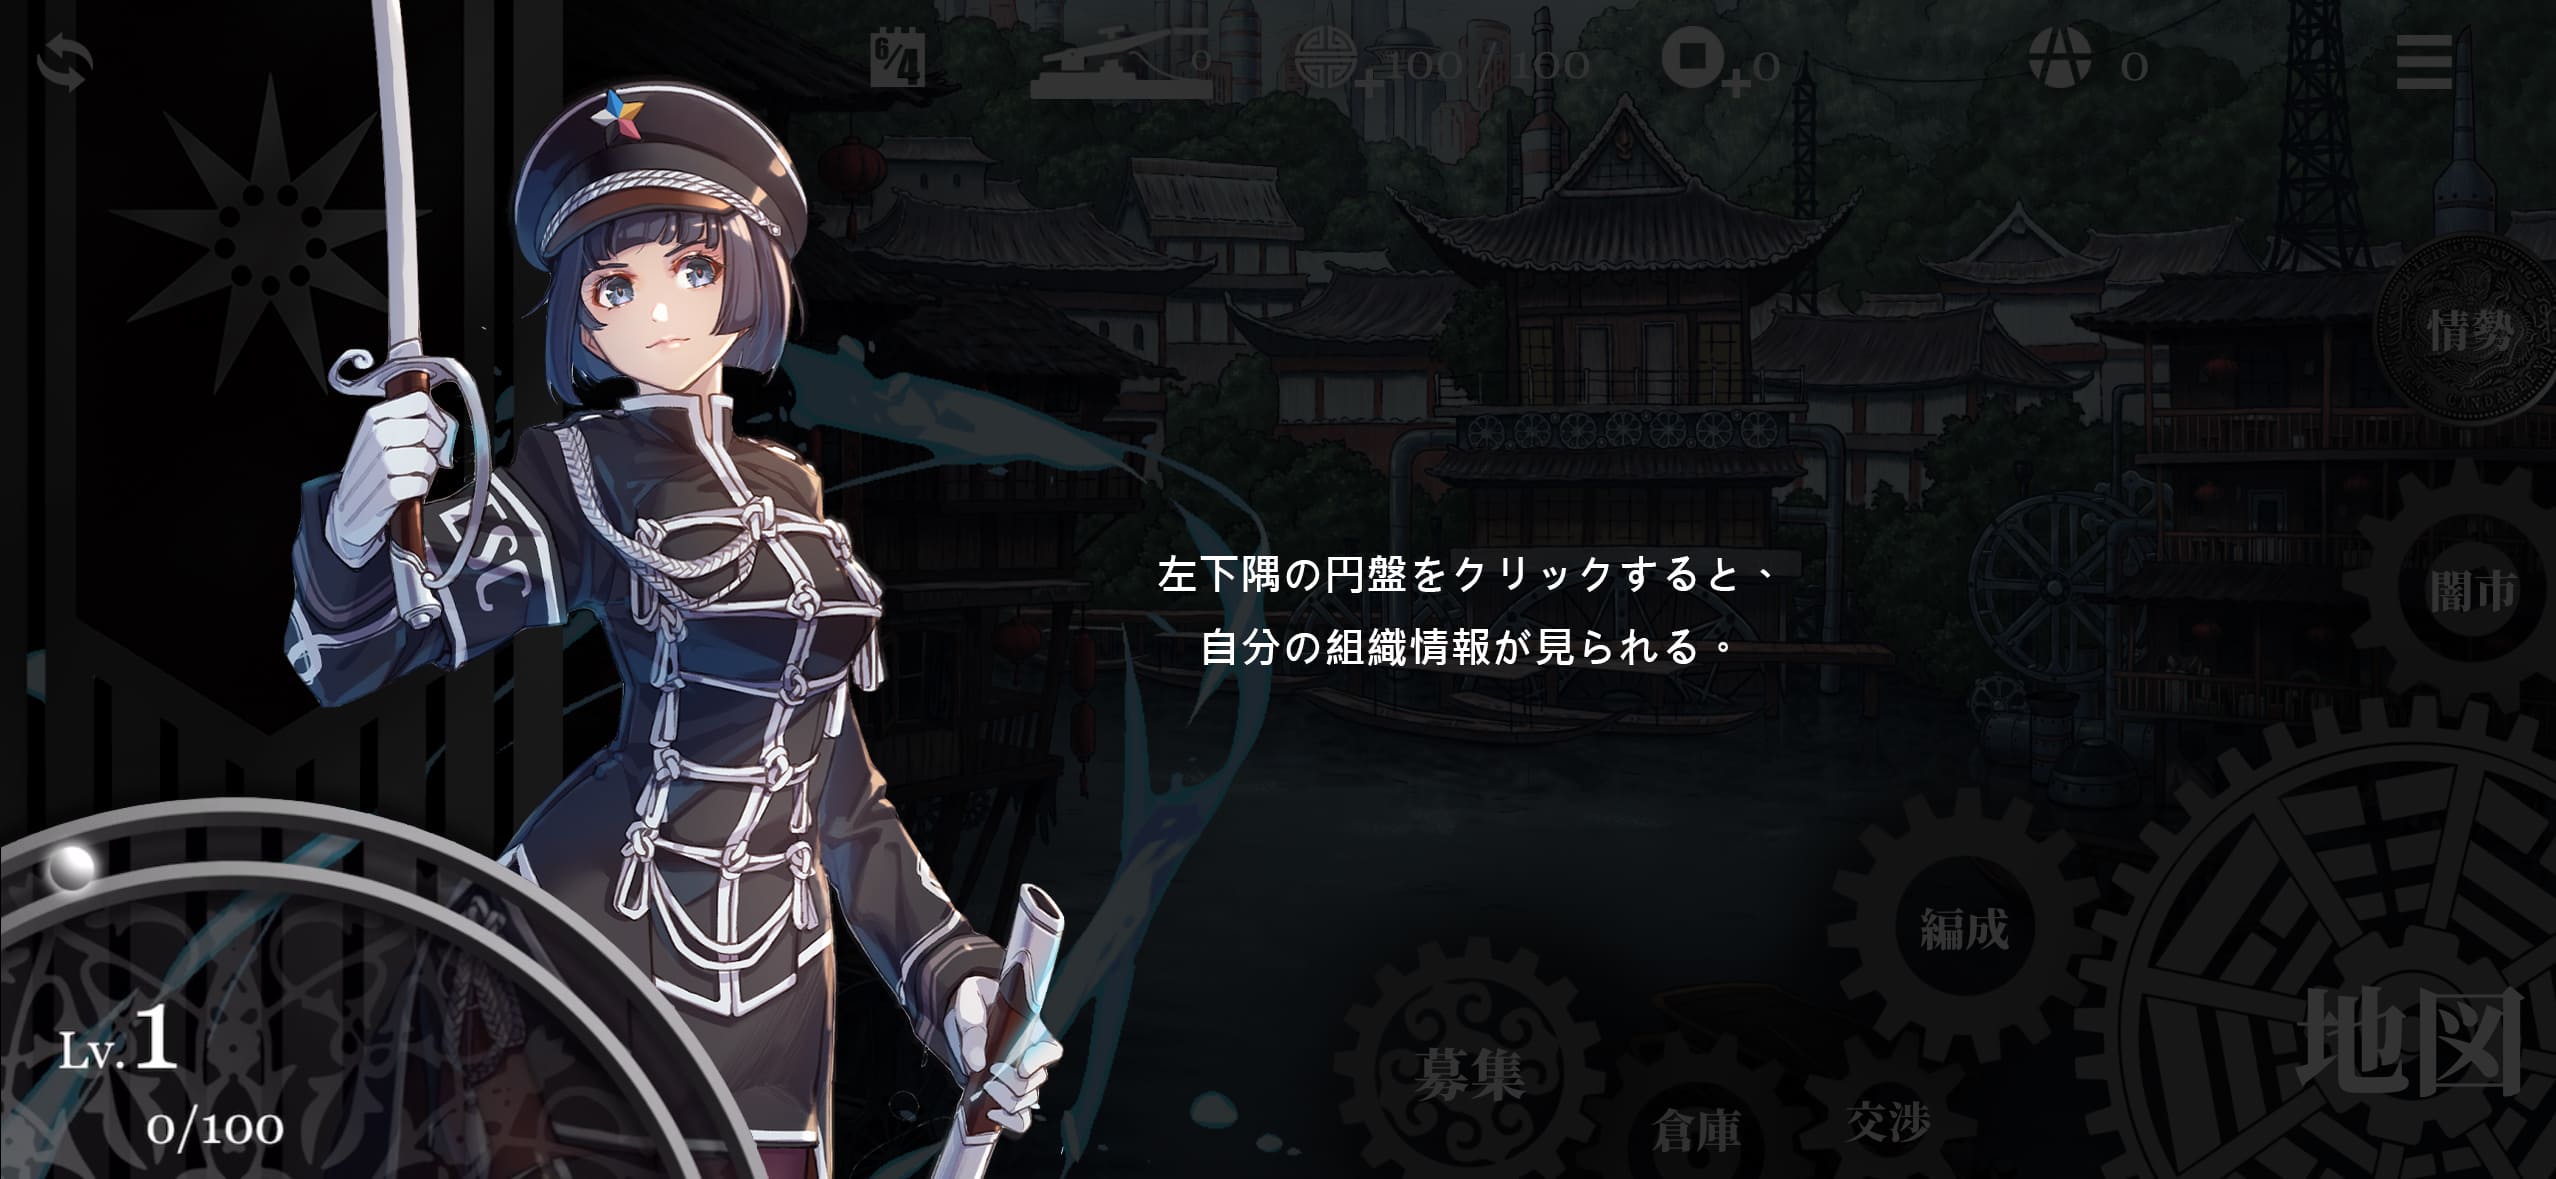 6/4
0
100 / 100
0
0
情勢
ESC
左下隅の円盤をクリックすると、
自分の組織情報が見られる。
闇市
編成
地図
募集
倉庫
交渉
Lv.1
0/100